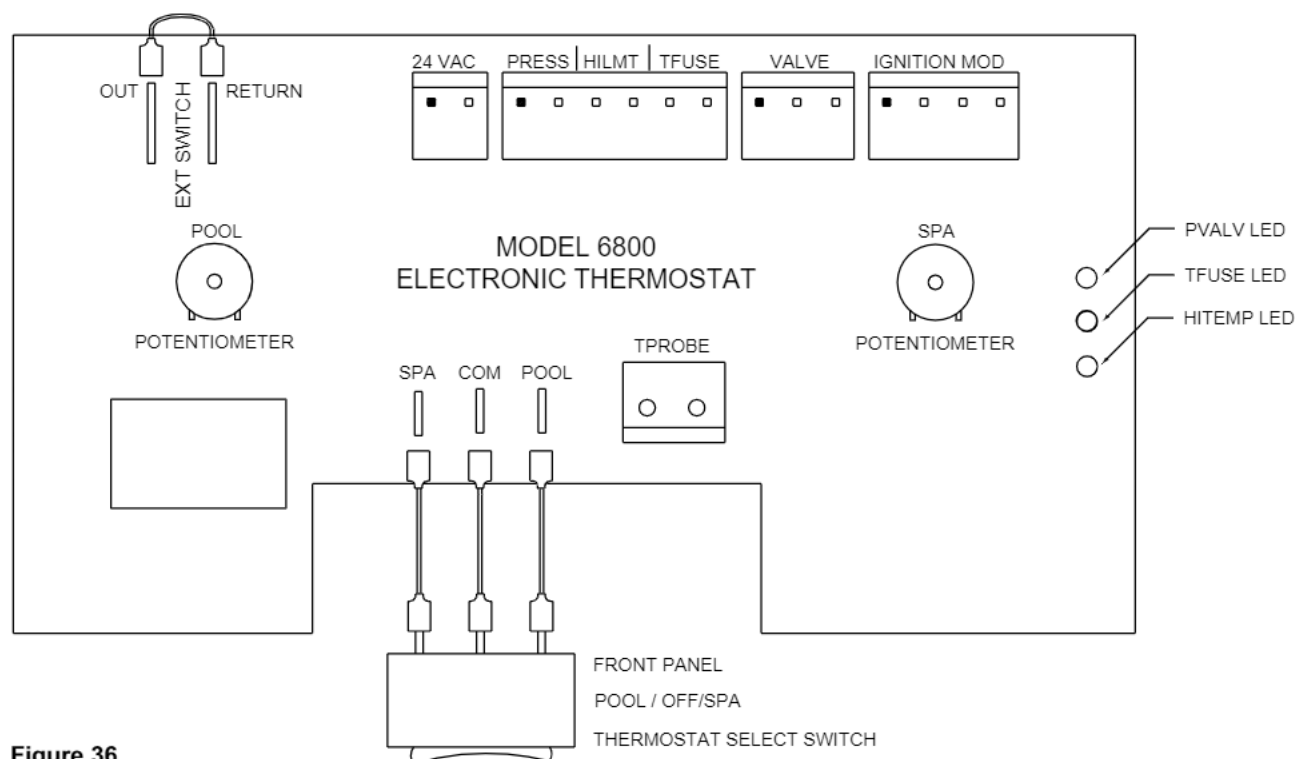 24 VAC
PRESS HILMT TFUSE
VALVE
IGNITION MOD
OUT
EXT SWITCH
RETURN
POOL
POTENTIOMETER
MODEL 6800
ELECTRONIC THERMOSTAT
SPA
POTENTIOMETER
PVALV LED
TFUSE LED
HITEMP LED
TPROBE
SPA COM POOL
FRONT PANEL
POOL / OFF/SPA
THERMOSTAT SELECT SWITCH
Figure 36